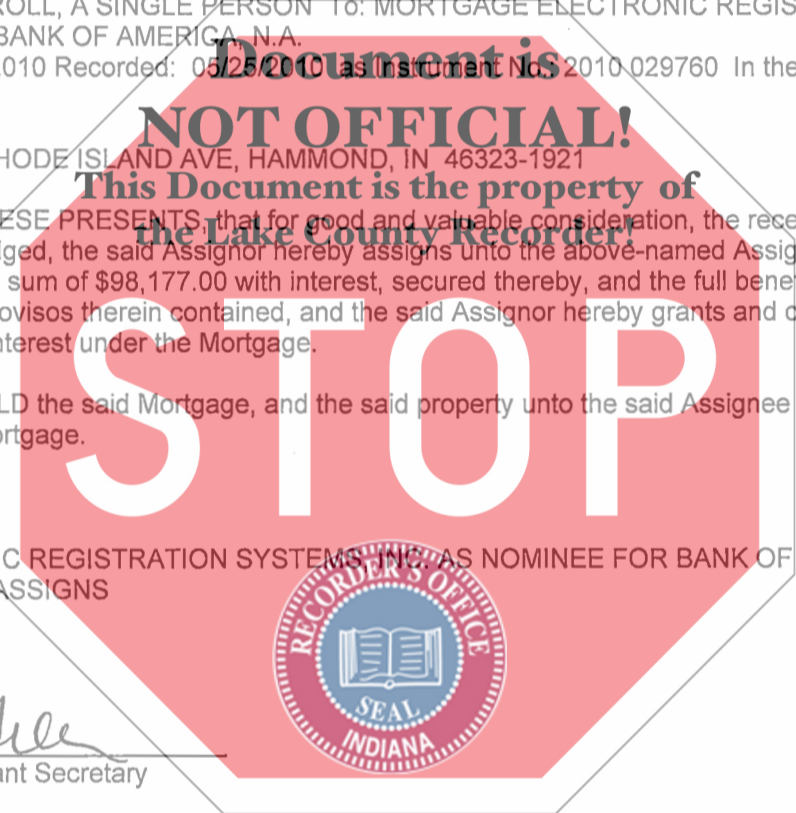 ROLL, A SINGLE PERSON To: MORTGAGE ELECTRONIC REGIS
BANK OF AMERICA, N.A.
Document is
010 Recorded: 05/25/2010 as Instrument No.: 2010 029760 In the
NOT OFFICIAL!
HODE ISLAND AVE, HAMMOND, IN 46323-1921
This Document is the property of
ESE PRESENTS, that for good and valuable consideration, the rece
the Lake County Recorder!
ged, the said Assignor hereby assigns unto the above-named Assig
sum of $98,177.00 with interest, secured thereby, and the full bene
ovisos therein contained, and the said Assignor hereby grants and c
nterest under the Mortgage.
STOP
LD the said Mortgage, and the said property unto the said Assignee
ortgage.
C REGISTRATION SYSTEMS, INC. AS NOMINEE FOR BANK OF
ASSIGNS
RECORDER'S OFFICE
SEAL
INDIANA
ant Secretary